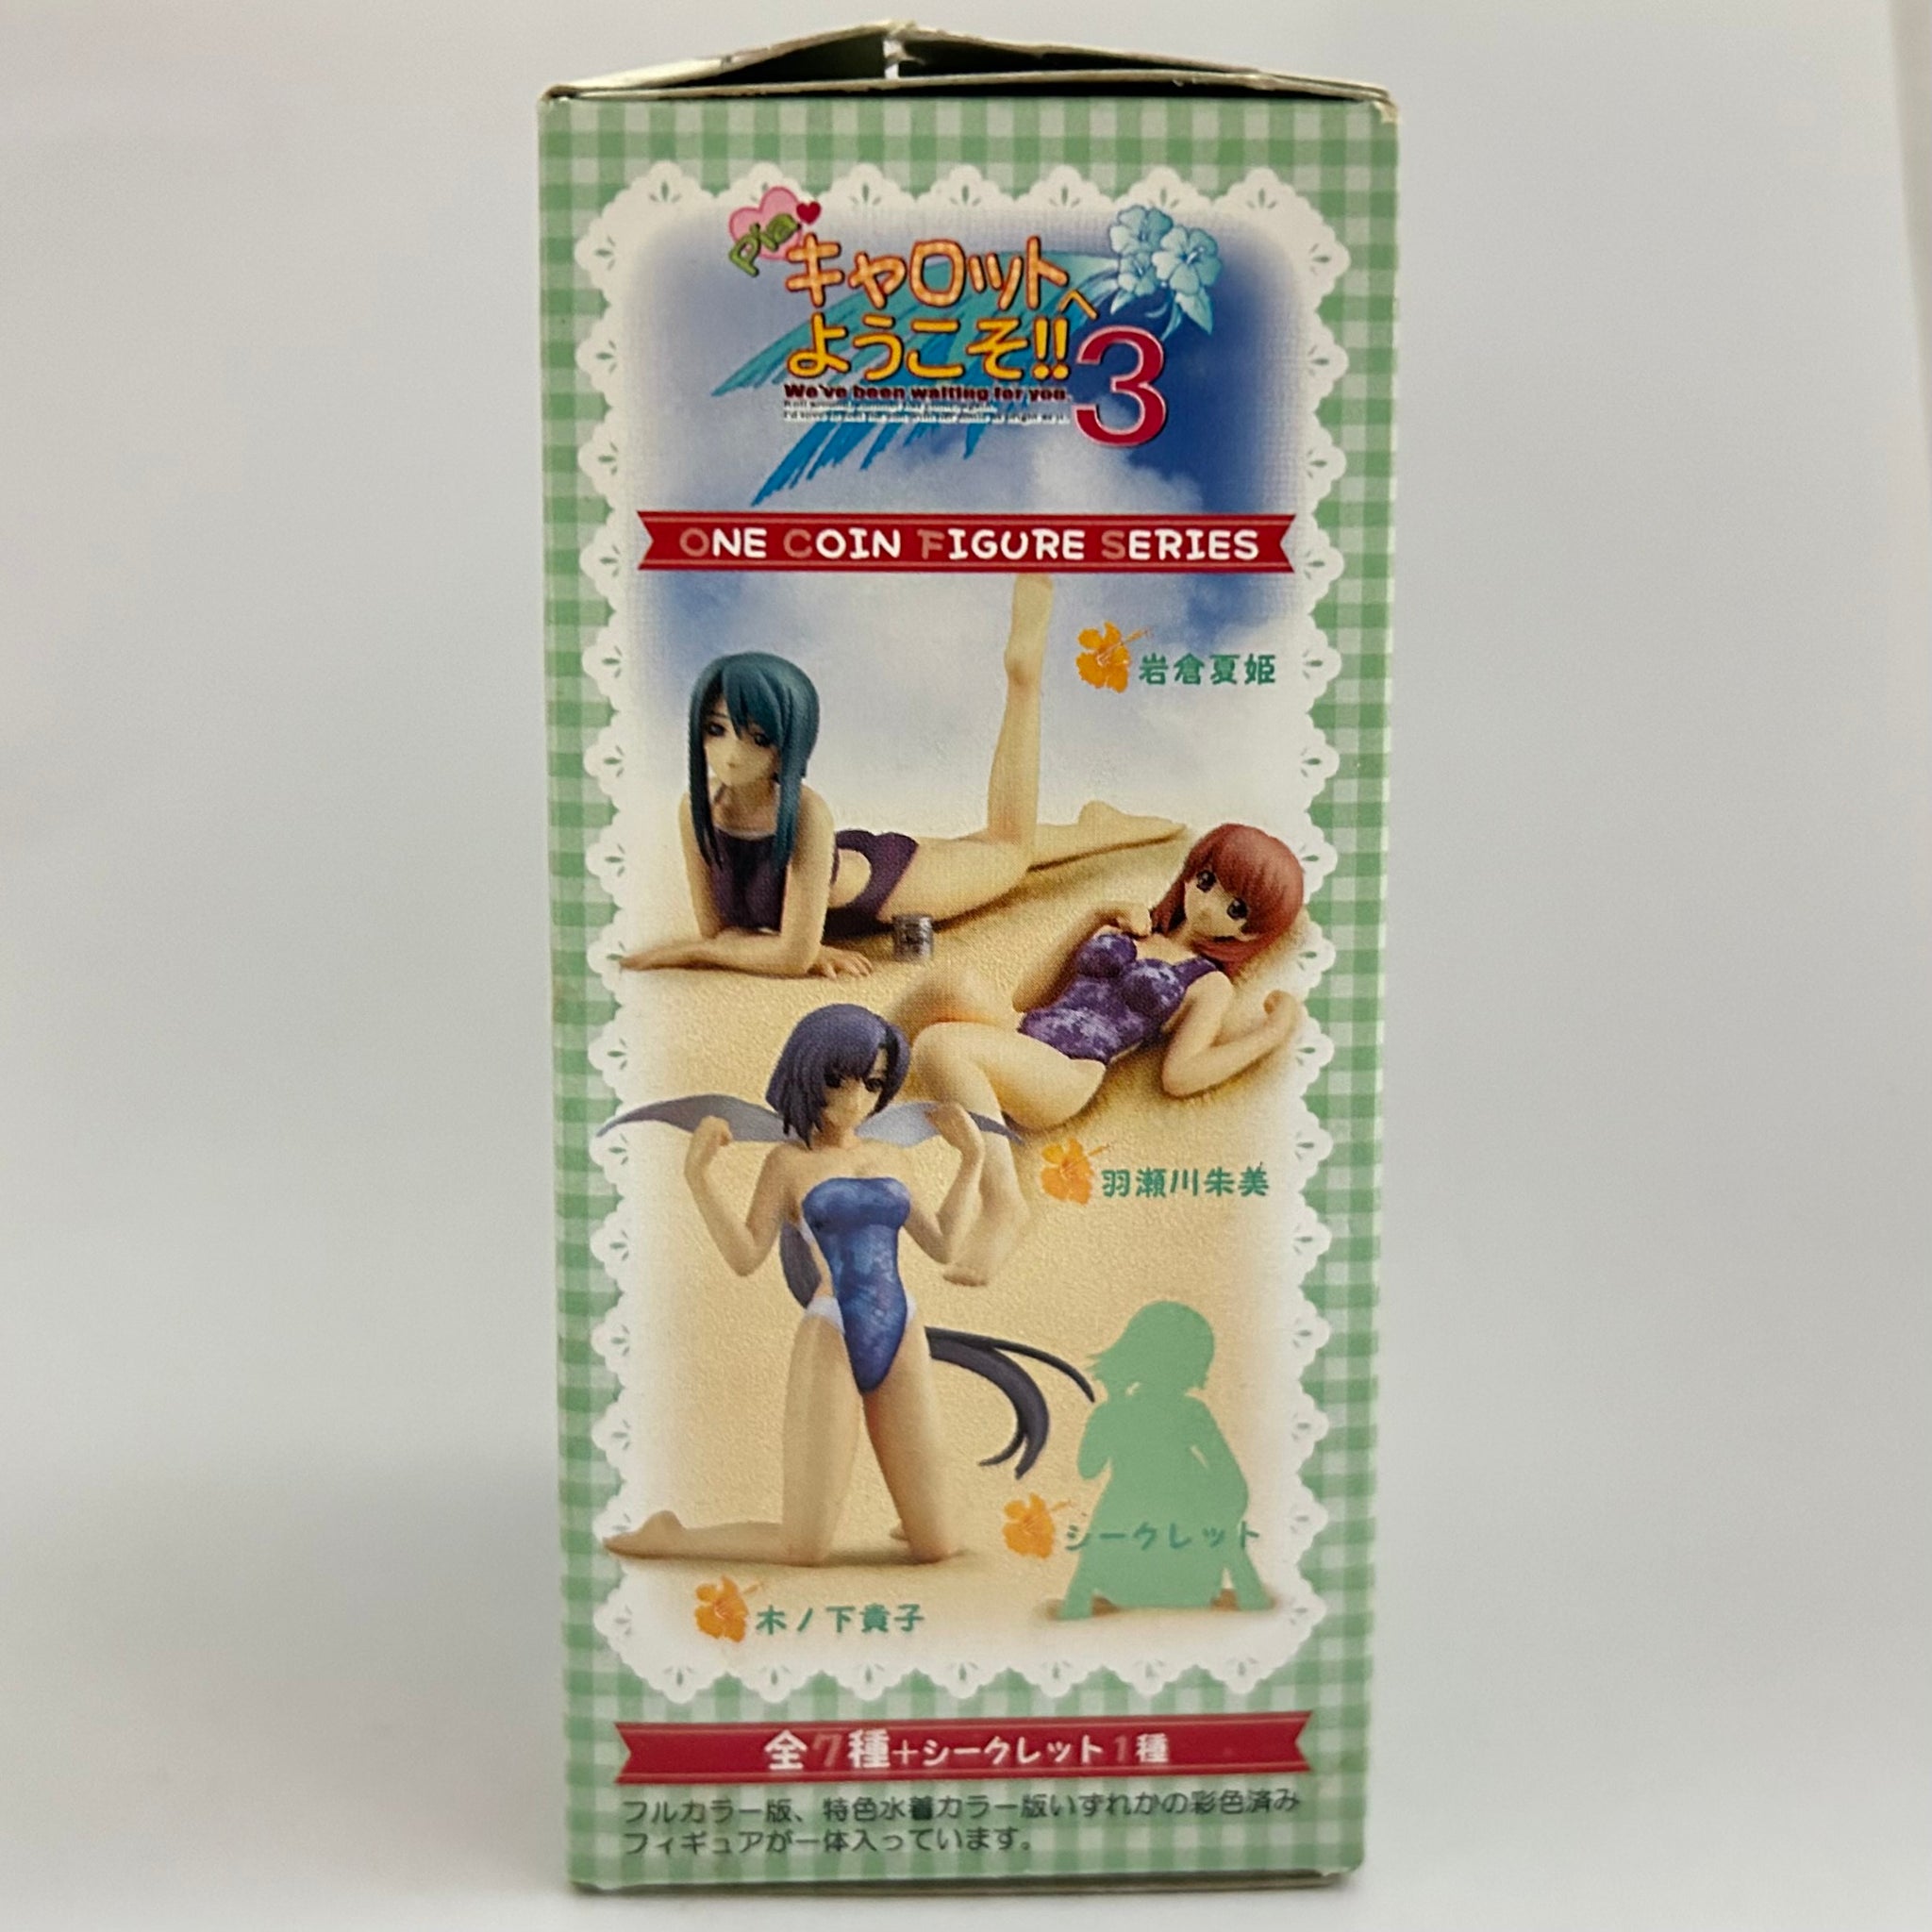 Pia♥
キャロットへ
ようこそ!!3
We've been waiting for you.
ONE COIN FIGURE SERIES
岩倉夏姫
羽瀬川朱美
シークレット
木ノ下貴子
全7種+シークレット1種
フルカラー版、特色水着カラー版いずれかの彩色済み
フィギュアが一体入っています。